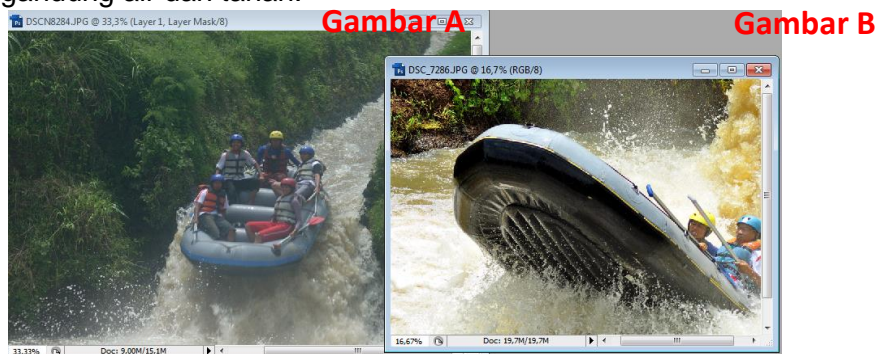 gandung air dan tanah.
Gambar A
Gambar B
DSCN8284.JPG @ 33,3% (Layer 1, Layer Mask/8)
DSC_7286.JPG @ 16,7% (RGB/8)
16,67% Doc: 19,7M/19,7M
33,33% Doc: 9,00M/15,1M